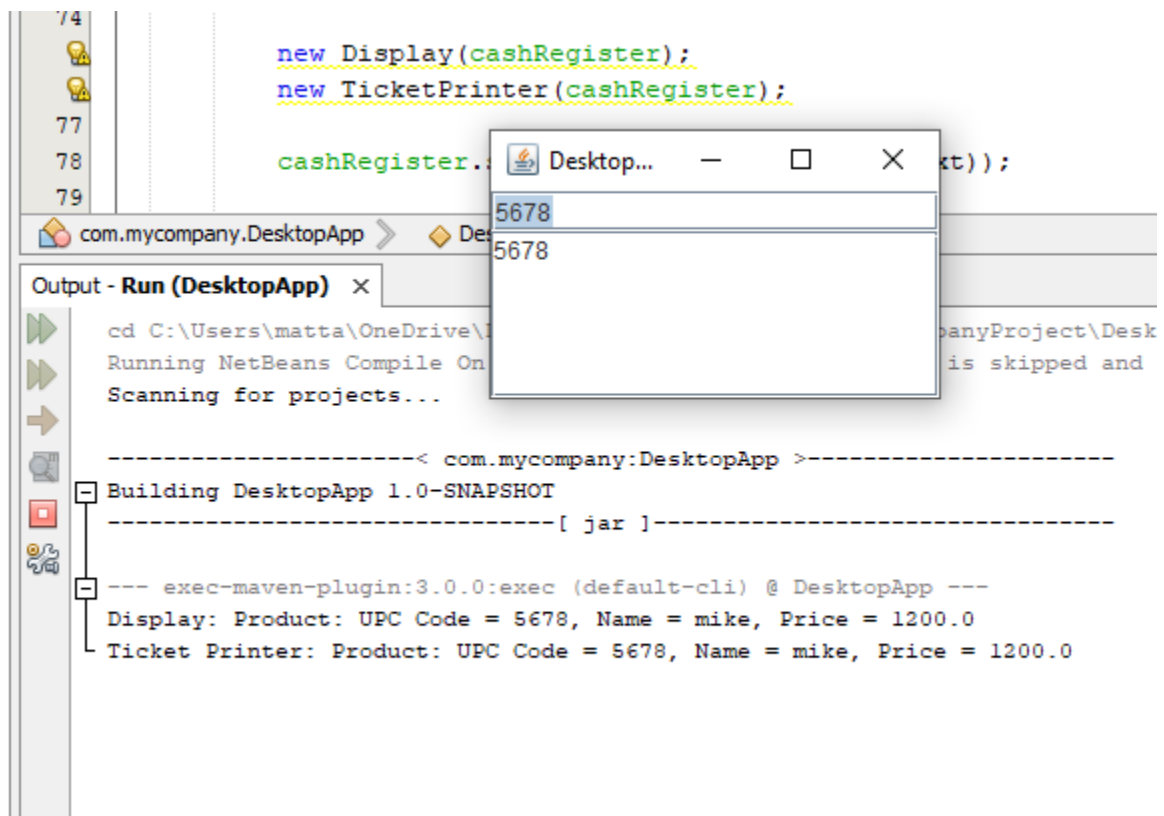 74
new Display(cashRegister);
new TicketPrinter(cashRegister);
77
78 cashRegister. xt));
79
Desktop...
5678
5678
com.mycompany.DesktopApp
Output - Run (DesktopApp) ×
cd C:\Users\matta\OneDrive\ panyProject\Desk
Running NetBeans Compile On is skipped and
Scanning for projects...
----------------------< com.mycompany:DesktopApp >----------------------
Building DesktopApp 1.0-SNAPSHOT
--------------------------------[ jar ]---------------------------------
--- exec-maven-plugin:3.0.0:exec (default-cli) @ DesktopApp ---
Display: Product: UPC Code = 5678, Name = mike, Price = 1200.0
Ticket Printer: Product: UPC Code = 5678, Name = mike, Price = 1200.0